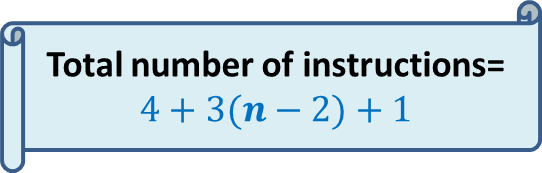 Total number of instructions=
4 + 3(n − 2) + 1